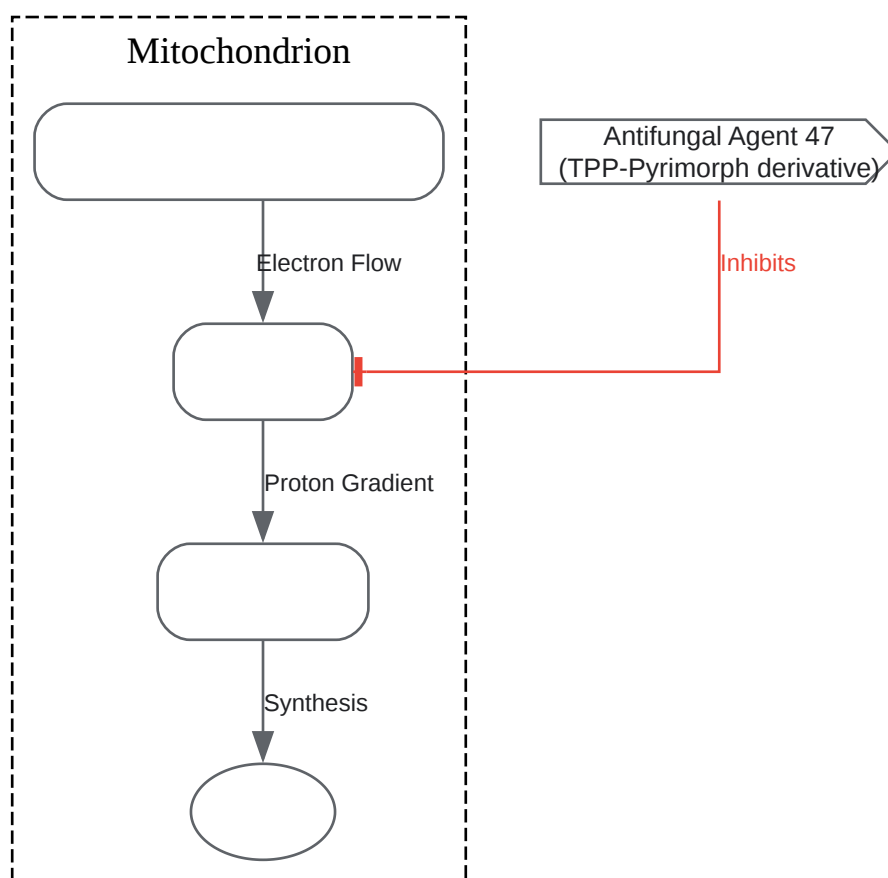 Mitochondrion
Antifungal Agent 47
(TPP-Pyrimorph derivative)
Electron Flow
Inhibits
Proton Gradient
Synthesis